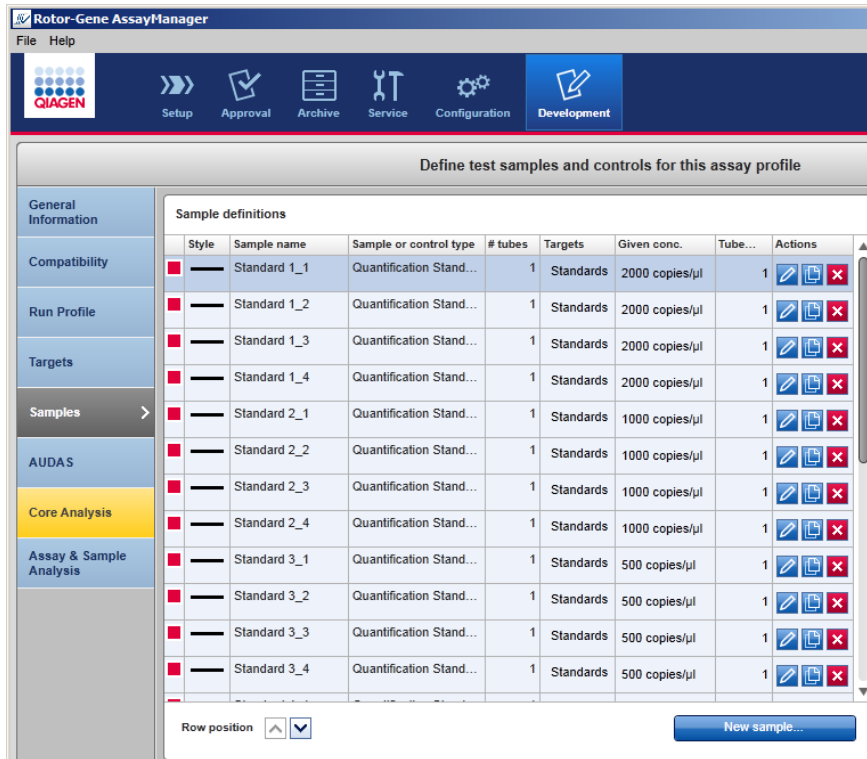 Rotor-Gene AssayManager
File Help
QIAGEN
Setup Approval Archive Service Configuration Development
Define test samples and controls for this assay profile
General
Information
Compatibility
Run Profile
Targets
Samples
AUDAS
Core Analysis
Assay & Sample
Analysis
Sample definitions
Style Sample name Sample or control type # tubes Targets Given conc. Tube... Actions
Standard 1_1 Quantification Stand... 1 Standards 2000 copies/µl 1
Standard 1_2 Quantification Stand... 1 Standards 2000 copies/µl 1
Standard 1_3 Quantification Stand... 1 Standards 2000 copies/µl 1
Standard 1_4 Quantification Stand... 1 Standards 2000 copies/µl 1
Standard 2_1 Quantification Stand... 1 Standards 1000 copies/µl 1
Standard 2_2 Quantification Stand... 1 Standards 1000 copies/µl 1
Standard 2_3 Quantification Stand... 1 Standards 1000 copies/µl 1
Standard 2_4 Quantification Stand... 1 Standards 1000 copies/µl 1
Standard 3_1 Quantification Stand... 1 Standards 500 copies/µl 1
Standard 3_2 Quantification Stand... 1 Standards 500 copies/µl 1
Standard 3_3 Quantification Stand... 1 Standards 500 copies/µl 1
Standard 3_4 Quantification Stand... 1 Standards 500 copies/µl 1
Row position New sample...